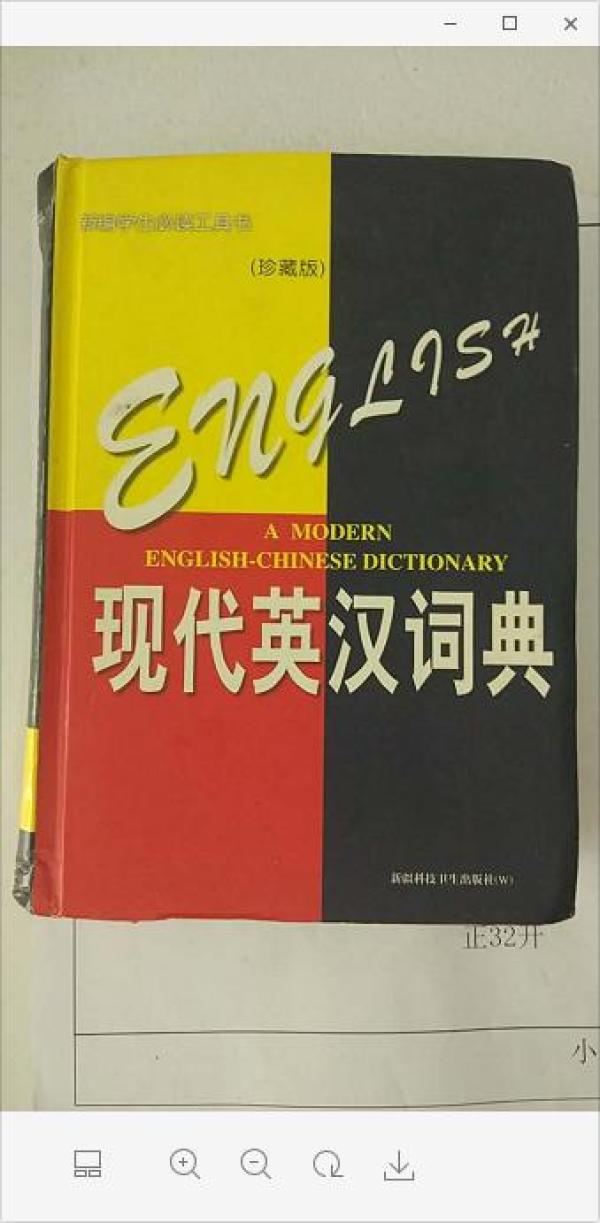 新编学生必读工具书
(珍藏版)
ENGLISH
A MODERN
ENGLISH-CHINESE DICTIONARY
现代英汉词典
新疆科技卫生出版社(W)
正32开
小